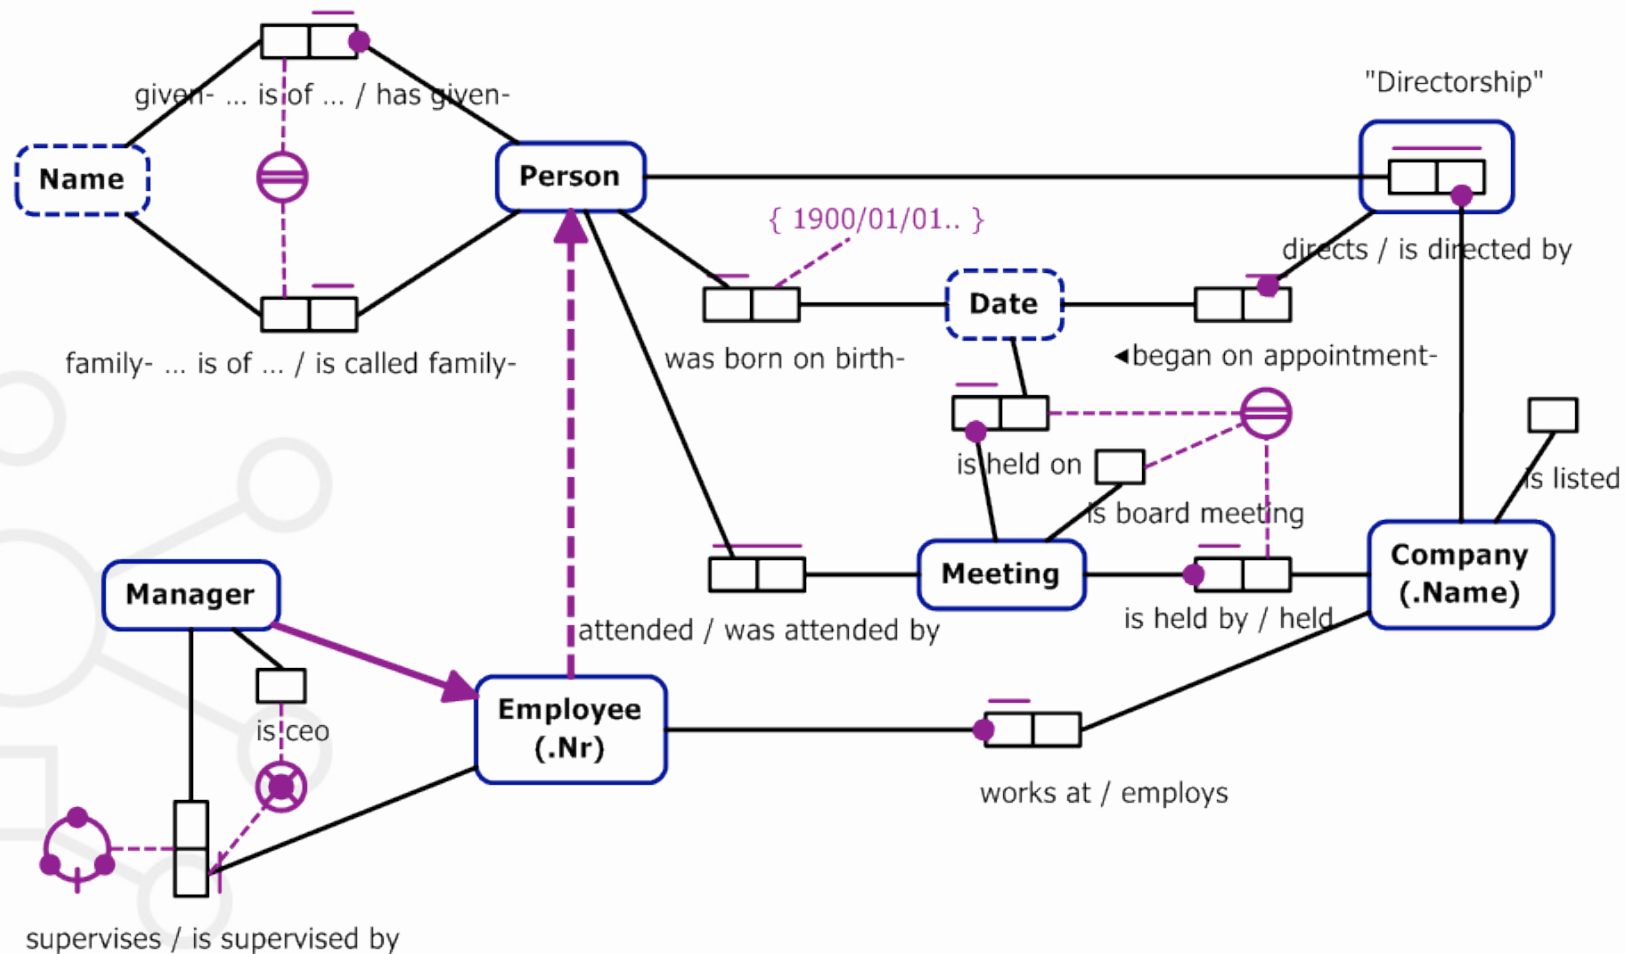 given- ... is of ... / has given-
"Directorship"
Name
Person
{ 1900/01/01.. }
directs / is directed by
Date
family- ... is of ... / is called family-
was born on birth-
◄began on appointment-
is held on
is listed
is board meeting
Manager
Meeting
Company
(.Name)
attended / was attended by
is held by / held
Employee
(.Nr)
is ceo
works at / employs
supervises / is supervised by